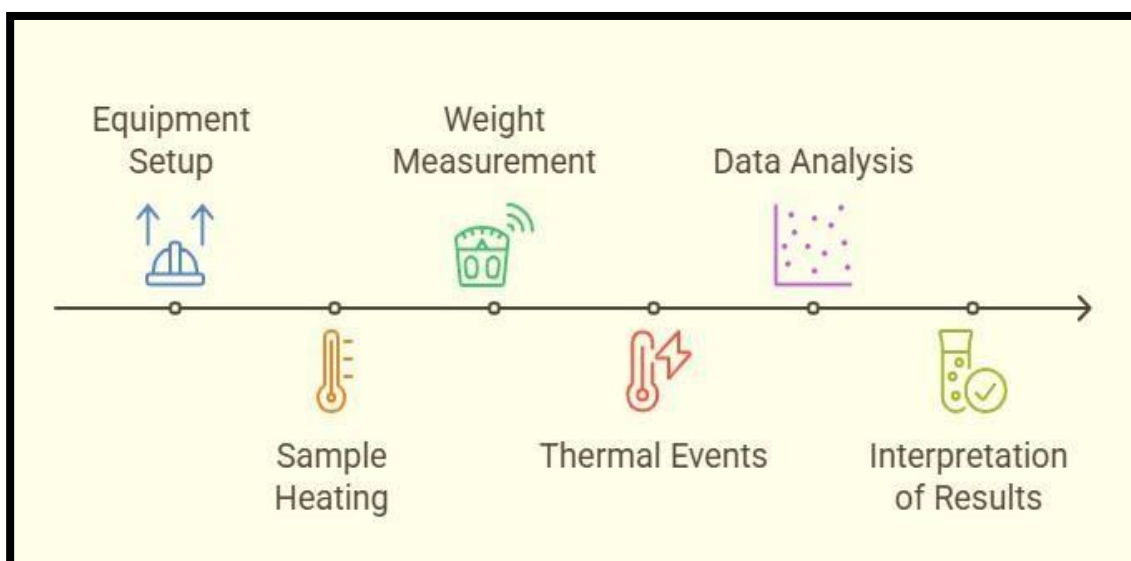 Equipment
Setup
Sample
Heating
Weight
Measurement
Thermal Events
Data Analysis
Interpretation
of Results